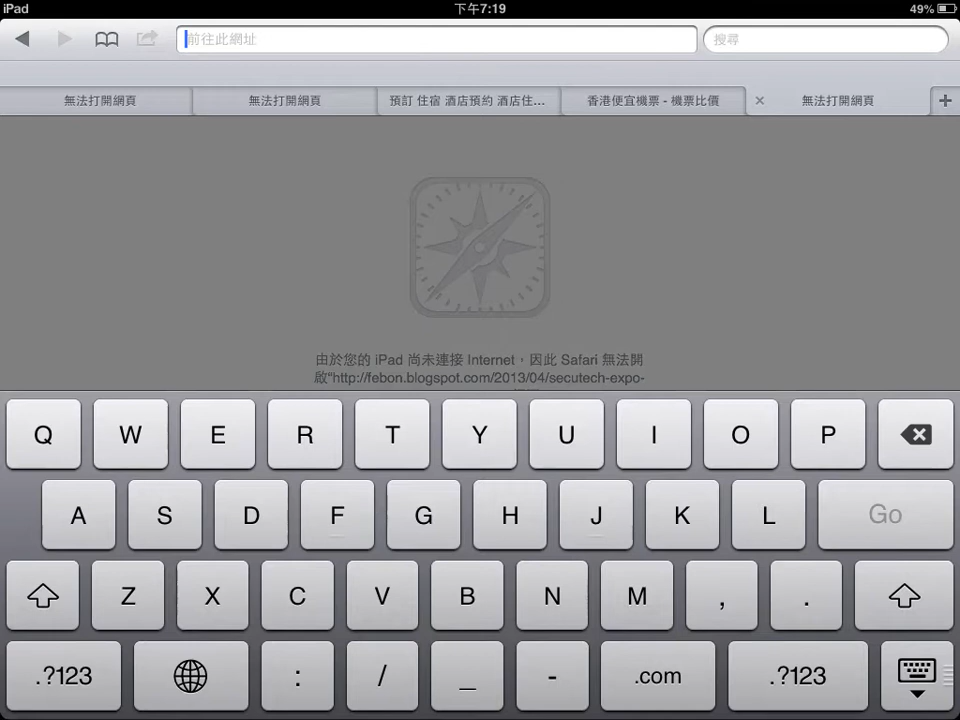 iPad 下午7:19 49%
前往此網址 搜尋
無法打開網頁 無法打開網頁 預訂 住宿 酒店預約 酒店住... 香港便宜機票 - 機票比價 × 無法打開網頁 +
由於您的 iPad 尚未連接 Internet，因此 Safari 無法開
啟“http://febon.blogspot.com/2013/04/secutech-expo-
Q W E R T Y U I O P
A S D F G H J K L Go
Z X C V B N M , .
.?123 : / _ - .com .?123